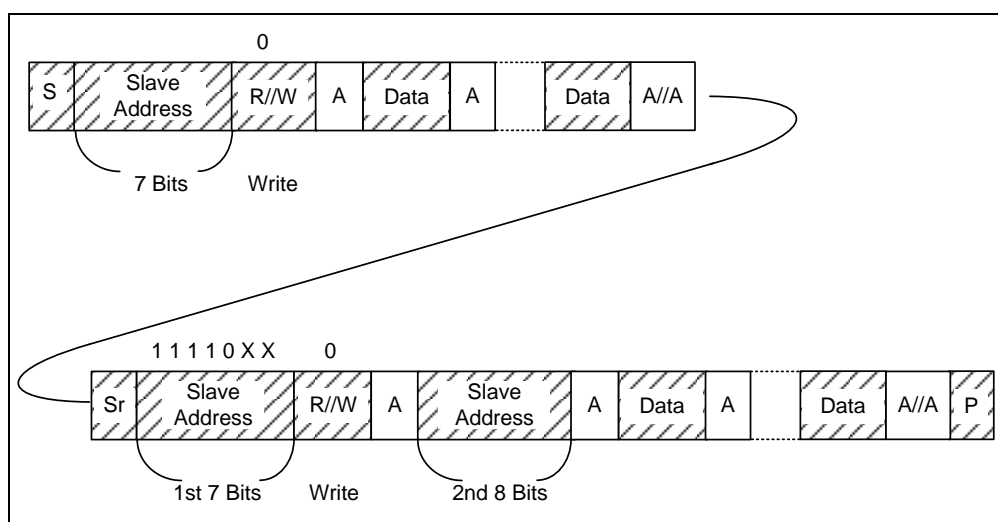 0
S Slave Address R//W A Data A Data A//A
7 Bits Write
1 1 1 1 0 X X 0
Sr Slave Address R//W A Slave Address A Data A Data A//A P
1st 7 Bits Write 2nd 8 Bits